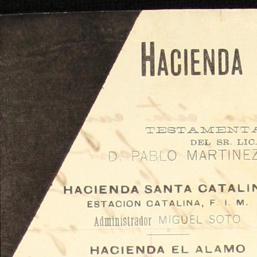 HACIENDA
TESTAMENTA
DEL SR. LIC.
D. PABLO MARTINEZ
HACIENDA SANTA CATALIN
ESTACION CATALINA, F. I. M.
Administrador MIGUEL SOTO
HACIENDA EL ALAMO